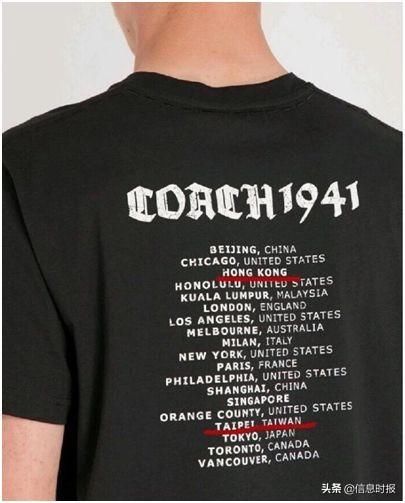 COACH1941
BEIJING, CHINA
CHICAGO, UNITED STATES
HONG KONG
HONOLULU, UNITED STATES
KUALA LUMPUR, MALAYSIA
LONDON, ENGLAND
LOS ANGELES, UNITED STATES
MELBOURNE, AUSTRALIA
MILAN, ITALY
NEW YORK, UNITED STATES
PARIS, FRANCE
PHILADELPHIA, UNITED STATES
SHANGHAI, CHINA
SINGAPORE
ORANGE COUNTY, UNITED STATES
TAIPEI, TAIWAN
TOKYO, JAPAN
TORONTO, CANADA
VANCOUVER, CANADA
头条 @信息时报